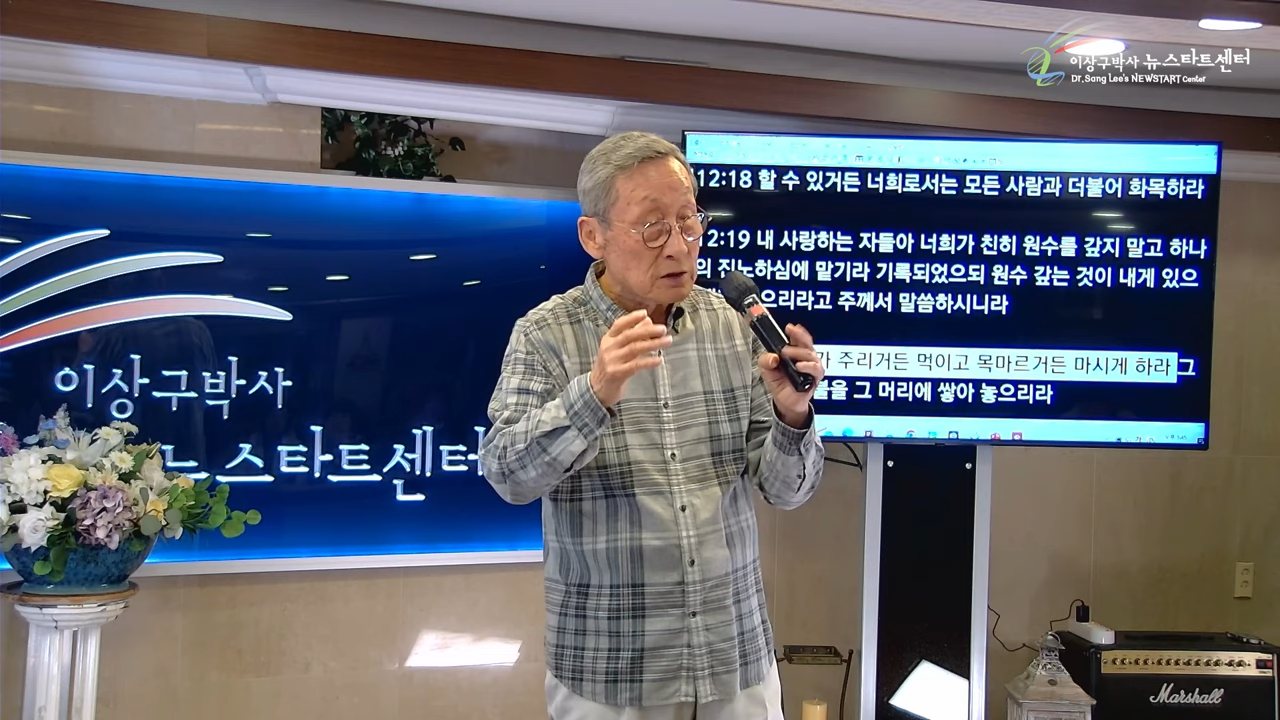 이상구박사 뉴스타트센터
Dr. Sang Lee's NEWSTART Center
12:18 할 수 있거든 너희로서는 모든 사람과 더불어 화목하라
12:19 내 사랑하는 자들아 너희가 친히 원수를 갚지 말고 하나
의 진노하심에 맡기라 기록되었으되 원수 갚는 것이 내게 있으
으리라고 주께서 말씀하시니라
가 주리거든 먹이고 목마르거든 마시게 하라 그
그 머리에 쌓아 놓으리라
이상구박사
뉴스타트센터
Marshall